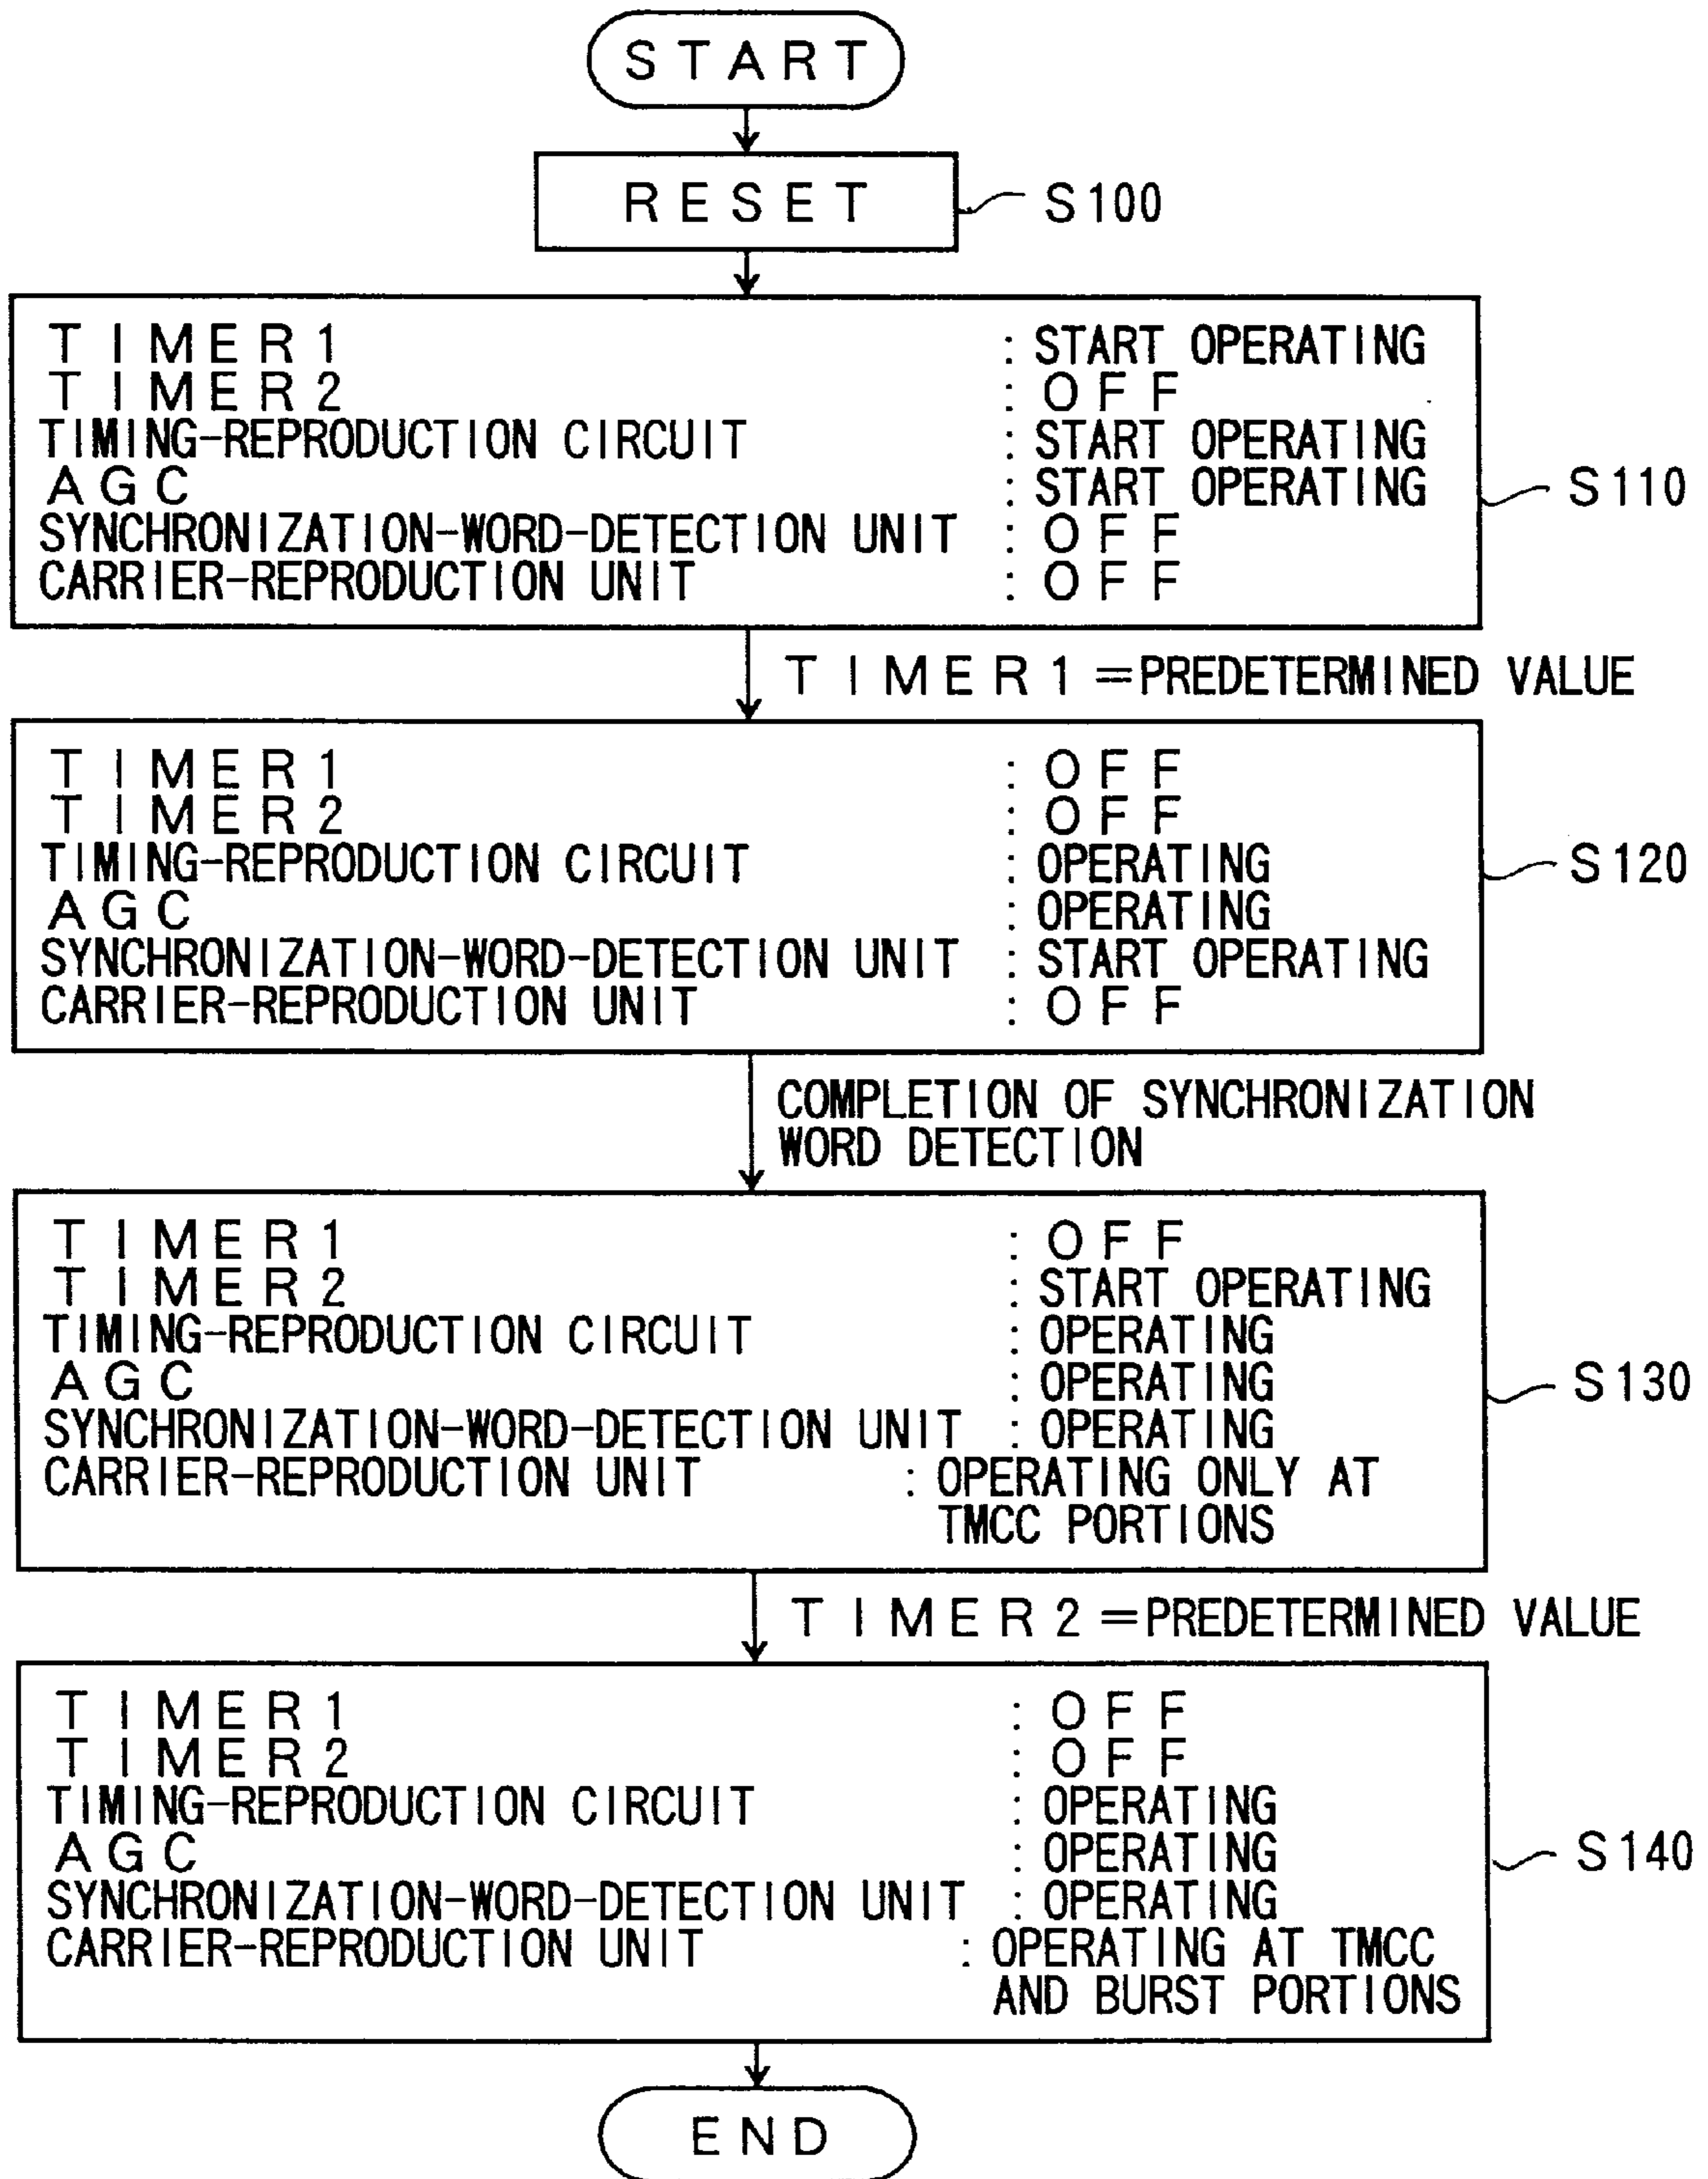 START
RESET
S100
TIMER1 : START OPERATING
TIMER2 : OFF
TIMING-REPRODUCTION CIRCUIT : START OPERATING
AGC : START OPERATING
SYNCHRONIZATION-WORD-DETECTION UNIT : OFF
CARRIER-REPRODUCTION UNIT : OFF
S110
TIMER1=PREDETERMINED VALUE
TIMER1 : OFF
TIMER2 : OFF
TIMING-REPRODUCTION CIRCUIT : OPERATING
AGC : OPERATING
SYNCHRONIZATION-WORD-DETECTION UNIT : START OPERATING
CARRIER-REPRODUCTION UNIT : OFF
S120
COMPLETION OF SYNCHRONIZATION
WORD DETECTION
TIMER1 : OFF
TIMER2 : START OPERATING
TIMING-REPRODUCTION CIRCUIT : OPERATING
AGC : OPERATING
SYNCHRONIZATION-WORD-DETECTION UNIT : OPERATING
CARRIER-REPRODUCTION UNIT : OPERATING ONLY AT
TMCC PORTIONS
S130
TIMER2=PREDETERMINED VALUE
TIMER1 : OFF
TIMER2 : OFF
TIMING-REPRODUCTION CIRCUIT : OPERATING
AGC : OPERATING
SYNCHRONIZATION-WORD-DETECTION UNIT : OPERATING
CARRIER-REPRODUCTION UNIT : OPERATING AT TMCC
AND BURST PORTIONS
S140
END